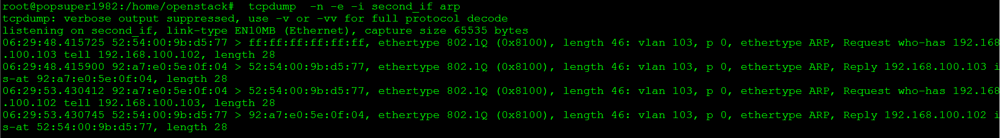 root@popsuper1982:/home/openstack#  tcpdump  -n -e -i second_if arp
tcpdump: verbose output suppressed, use -v or -vv for full protocol decode
listening on second_if, link-type EN10MB (Ethernet), capture size 65535 bytes
06:29:48.415725 52:54:00:9b:d5:77 > ff:ff:ff:ff:ff:ff, ethertype 802.1Q (0x8100), length 46: vlan 103, p 0, ethertype ARP, Request who-has 192.168
.100.103 tell 192.168.100.102, length 28
06:29:48.415900 92:a7:e0:5e:0f:04 > 52:54:00:9b:d5:77, ethertype 802.1Q (0x8100), length 46: vlan 103, p 0, ethertype ARP, Reply 192.168.100.103 i
s-at 92:a7:e0:5e:0f:04, length 28
06:29:53.430412 92:a7:e0:5e:0f:04 > 52:54:00:9b:d5:77, ethertype 802.1Q (0x8100), length 46: vlan 103, p 0, ethertype ARP, Request who-has 192.168
.100.102 tell 192.168.100.103, length 28
06:29:53.430745 52:54:00:9b:d5:77 > 92:a7:e0:5e:0f:04, ethertype 802.1Q (0x8100), length 46: vlan 103, p 0, ethertype ARP, Reply 192.168.100.102 i
s-at 52:54:00:9b:d5:77, length 28